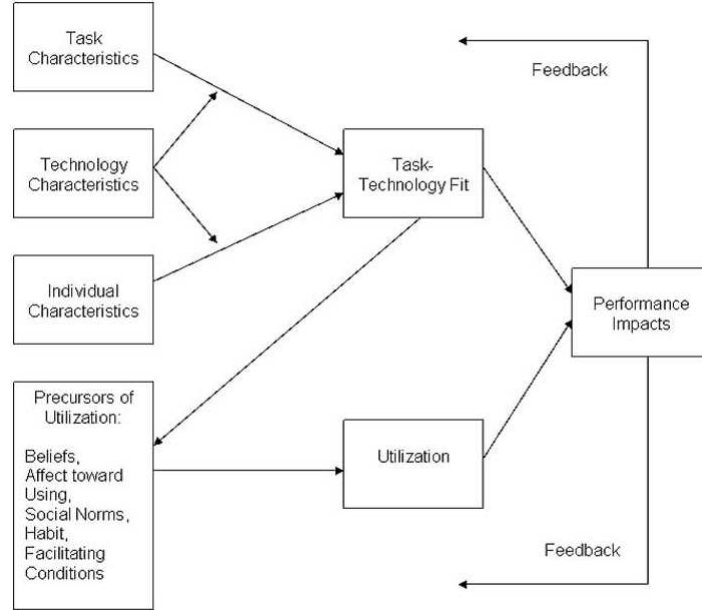 Task
Characteristics
Feedback
Technology
Characteristics
Task-
Technology Fit
Individual
Characteristics
Performance
Impacts
Precursors of
Utilization:
Beliefs,
Affect toward
Using,
Social Norms,
Habit,
Facilitating
Conditions
Utilization
Feedback